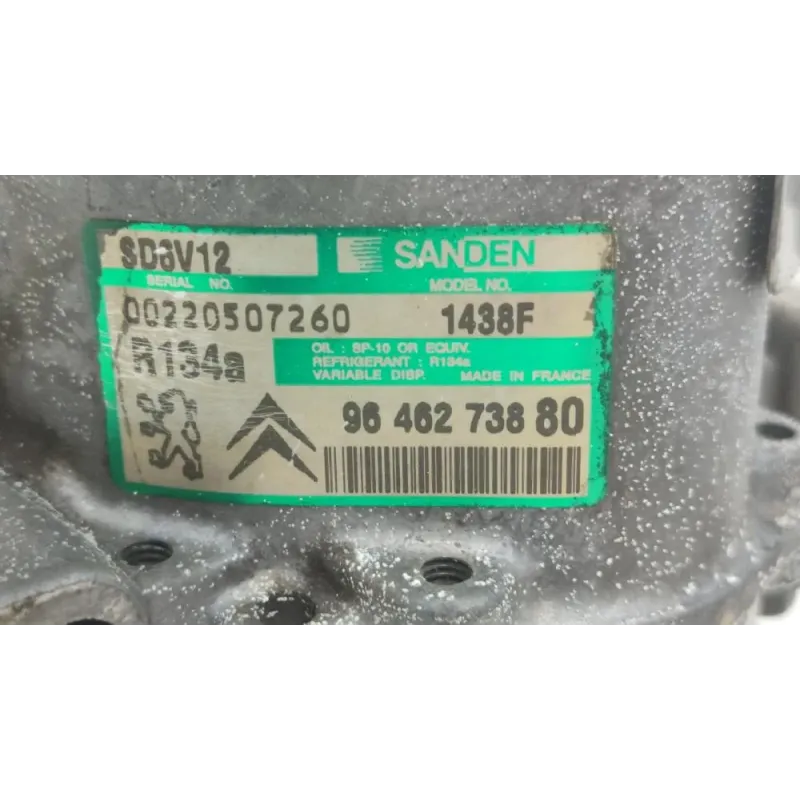 SD6V12
SANDEN
SERIAL NO.
MODEL NO.
00220507260
1438F
R134a
OIL : SP-10 OR EQUIV.
REFRIGERANT : R134a
VARIABLE DISP. MADE IN FRANCE
96 462 738 80